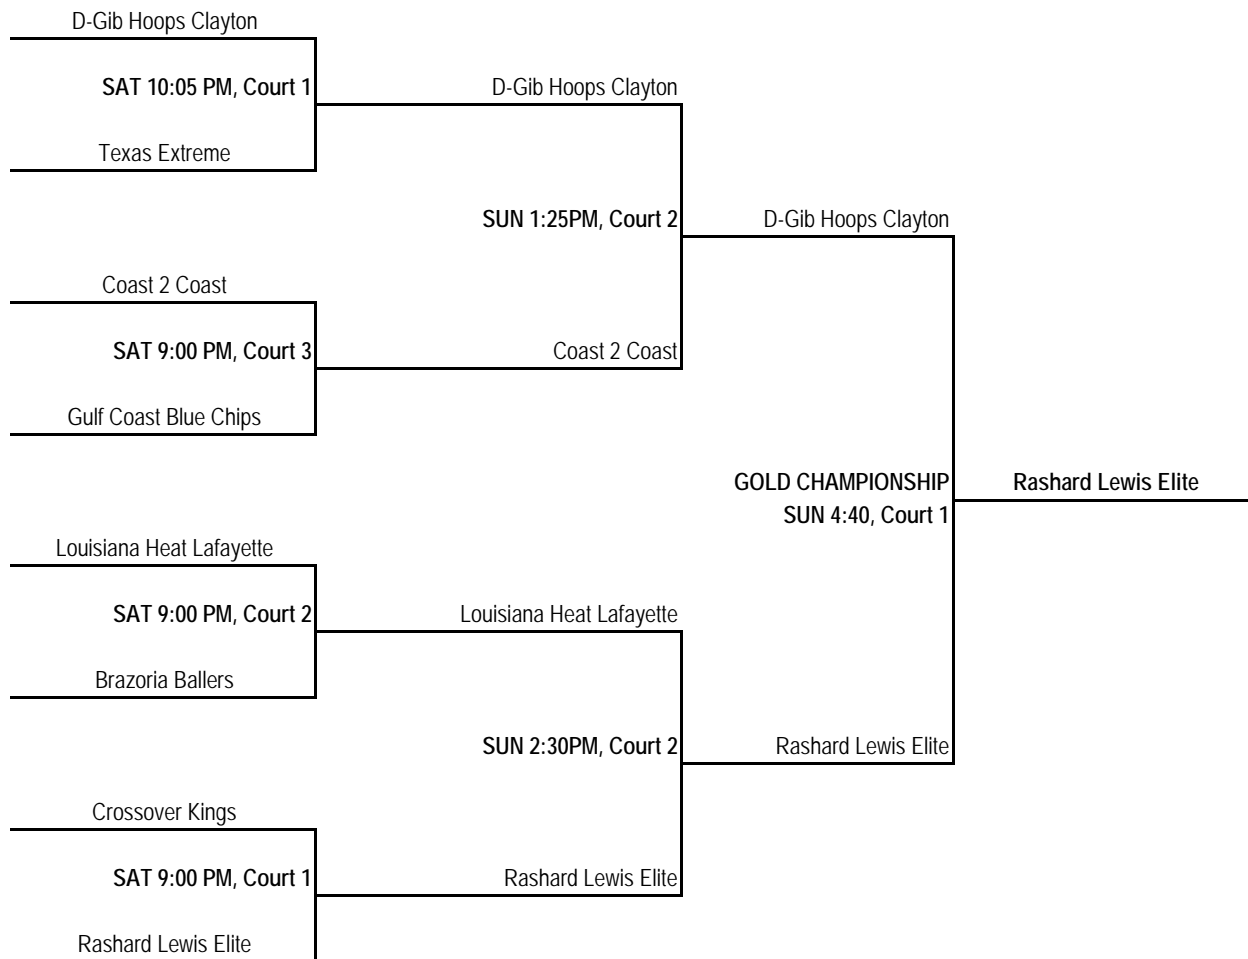 D-Gib Hoops Clayton
SAT 10:05 PM, Court 1
D-Gib Hoops Clayton
Texas Extreme
SUN 1:25PM, Court 2
D-Gib Hoops Clayton
Coast 2 Coast
SAT 9:00 PM, Court 3
Coast 2 Coast
Gulf Coast Blue Chips
GOLD CHAMPIONSHIP
Rashard Lewis Elite
SUN 4:40, Court 1
Louisiana Heat Lafayette
SAT 9:00 PM, Court 2
Louisiana Heat Lafayette
Brazoria Ballers
SUN 2:30PM, Court 2
Rashard Lewis Elite
Crossover Kings
SAT 9:00 PM, Court 1
Rashard Lewis Elite
Rashard Lewis Elite